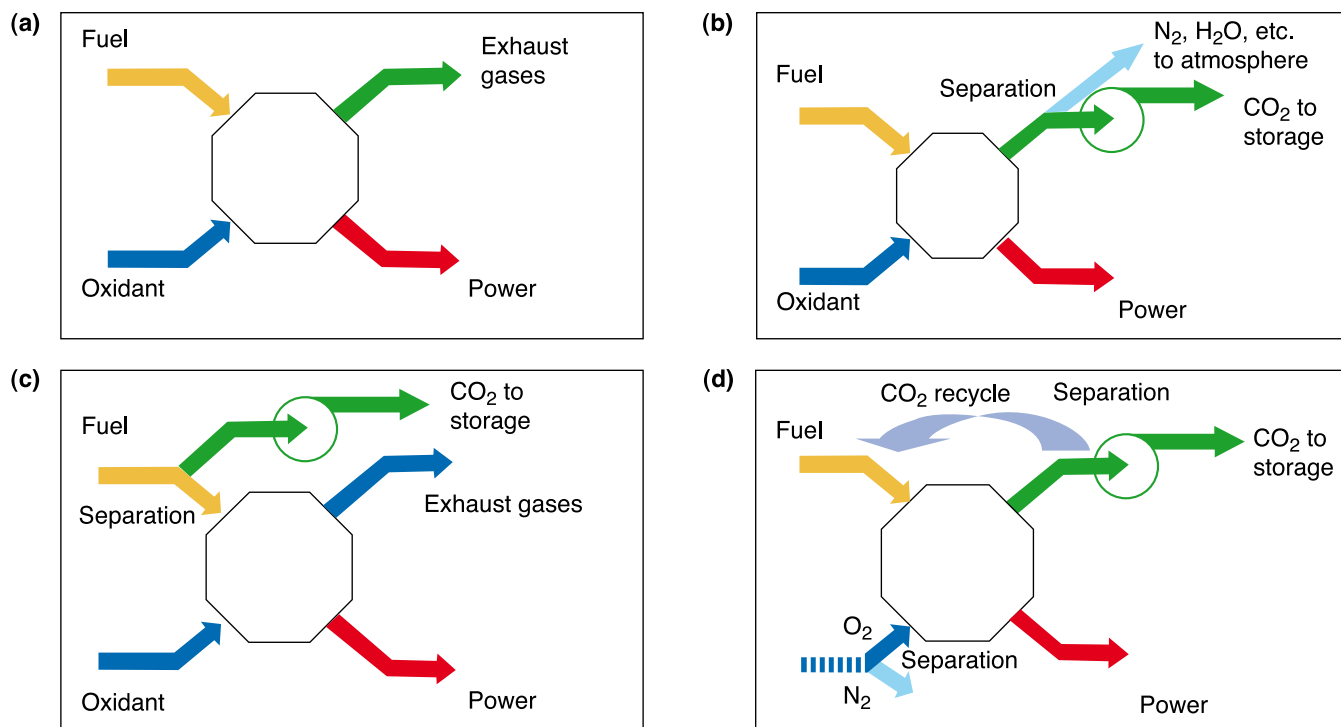 (a)
Fuel
Exhaust
gases
Oxidant
Power
(b)
N₂, H₂O, etc.
to atmosphere
Separation
Fuel
CO₂ to
storage
Oxidant
Power
(c)
CO₂ to
storage
Fuel
Separation
Exhaust gases
Oxidant
Power
(d)
CO₂ recycle
Separation
Fuel
CO₂ to
storage
O₂
Separation
N₂
Power